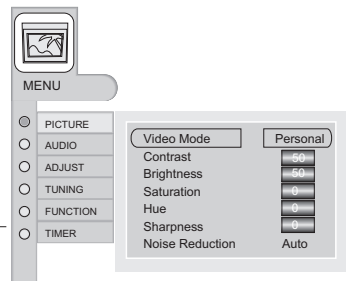 MENU
PICTURE
AUDIO
ADJUST
TUNING
FUNCTION
TIMER
Video Mode Personal
Contrast 50
Brightness 50
Saturation 0
Hue 0
Sharpness 0
Noise Reduction Auto